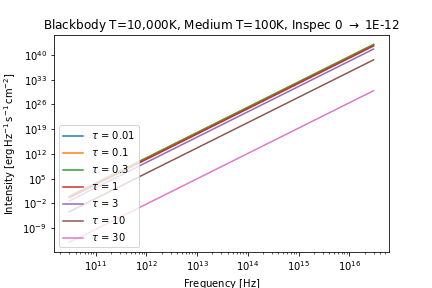 Blackbody T=10,000K, Medium T=100K, Inspec 0 → 1E-12
Intensity [erg Hz⁻¹ s⁻¹ cm⁻²]
10⁴⁰
10³³
10²⁶
10¹⁹
10¹²
10⁵
10⁻²
10⁻⁹
τ = 0.01
τ = 0.1
τ = 0.3
τ = 1
τ = 3
τ = 10
τ = 30
10¹¹ 10¹² 10¹³ 10¹⁴ 10¹⁵ 10¹⁶
Frequency [Hz]